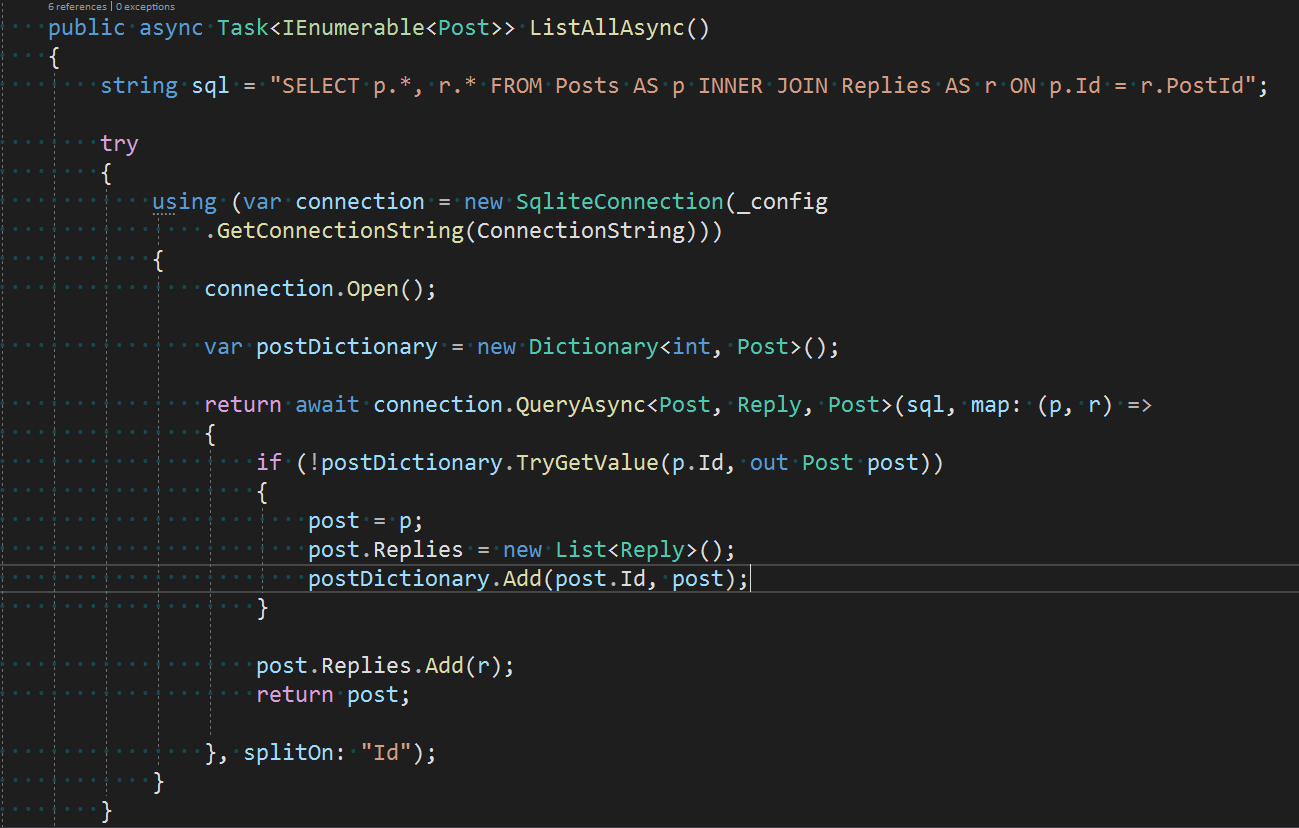 6 references | 0 exceptions
public async Task<IEnumerable<Post>> ListAllAsync()
{
string sql = "SELECT p.*, r.* FROM Posts AS p INNER JOIN Replies AS r ON p.Id = r.PostId";
try
{
using (var connection = new SqliteConnection(_config
.GetConnectionString(ConnectionString)))
{
connection.Open();
var postDictionary = new Dictionary<int, Post>();
return await connection.QueryAsync<Post, Reply, Post>(sql, map: (p, r) =>
{
if (!postDictionary.TryGetValue(p.Id, out Post post))
{
post = p;
post.Replies = new List<Reply>();
postDictionary.Add(post.Id, post);
}
post.Replies.Add(r);
return post;
}, splitOn: "Id");
}
}